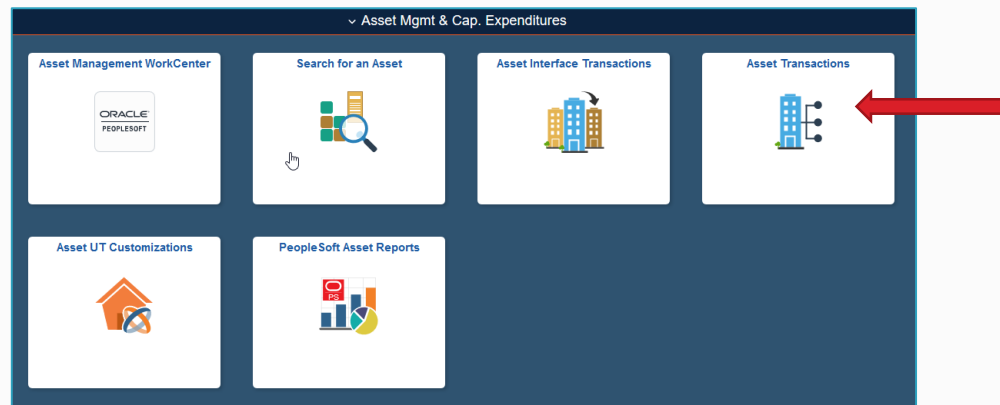 Asset Mgmt & Cap. Expenditures
Asset Management WorkCenter
Search for an Asset
Asset Interface Transactions
Asset Transactions
ORACLE
PEOPLESOFT
Asset UT Customizations
PeopleSoft Asset Reports
PS